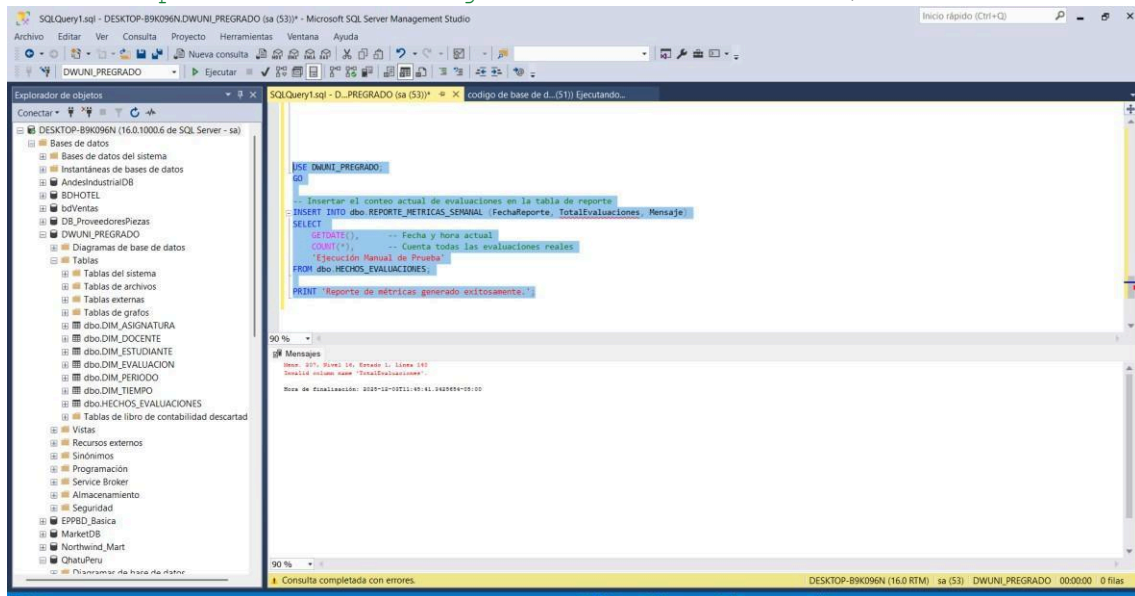 SQLQuery1.sql - DESKTOP-B9K096N.DWUNI_PREGRADO (sa (53))* - Microsoft SQL Server Management Studio
Inicio rápido (Ctrl+Q)
Archivo Editar Ver Consulta Proyecto Herramientas Ventana Ayuda
Nueva consulta
DWUNI_PREGRADO
Ejecutar
Explorador de objetos
Conectar
DESKTOP-B9K096N (16.0.1000.6 de SQL Server - sa)
Bases de datos
Bases de datos del sistema
Instantáneas de bases de datos
AndesIndustrialDB
BDHOTEL
bdVentas
DB_ProveedoresPiezas
DWUNI_PREGRADO
Diagramas de base de datos
Tablas
Tablas del sistema
Tablas de archivos
Tablas externas
Tablas de grafos
dbo.DIM_ASIGNATURA
dbo.DIM_DOCENTE
dbo.DIM_ESTUDIANTE
dbo.DIM_EVALUACION
dbo.DIM_PERIODO
dbo.DIM_TIEMPO
dbo.HECHOS_EVALUACIONES
Tablas de libro de contabilidad descartad
Vistas
Recursos externos
Sinónimos
Programación
Service Broker
Almacenamiento
Seguridad
EPPBD_Basica
MarketDB
Northwind_Mart
QhatuPeru
Diagramas de base de datos
SQLQuery1.sql - D...PREGRADO (sa (53))*
codigo de base de d...(51)) Ejecutando...
USE DWUNI_PREGRADO;
GO
-- Insertar el conteo actual de evaluaciones en la tabla de reporte
INSERT INTO dbo.REPORTE_METRICAS_SEMANAL (FechaReporte, TotalEvaluaciones, Mensaje)
SELECT
GETDATE(), -- Fecha y hora actual
COUNT(*), -- Cuenta todas las evaluaciones reales
'Ejecución Manual de Prueba'
FROM dbo.HECHOS_EVALUACIONES;
PRINT 'Reporte de métricas generado exitosamente.';
90 %
Mensajes
Mens. 207, Nivel 16, Estado 1, Línea
Invalid column name 'TotalEvaluaciones'.
Hora de finalización:
90 %
Consulta completada con errores.
DESKTOP-B9K096N (16.0 RTM) sa (53) DWUNI_PREGRADO 00:00:00 0 filas